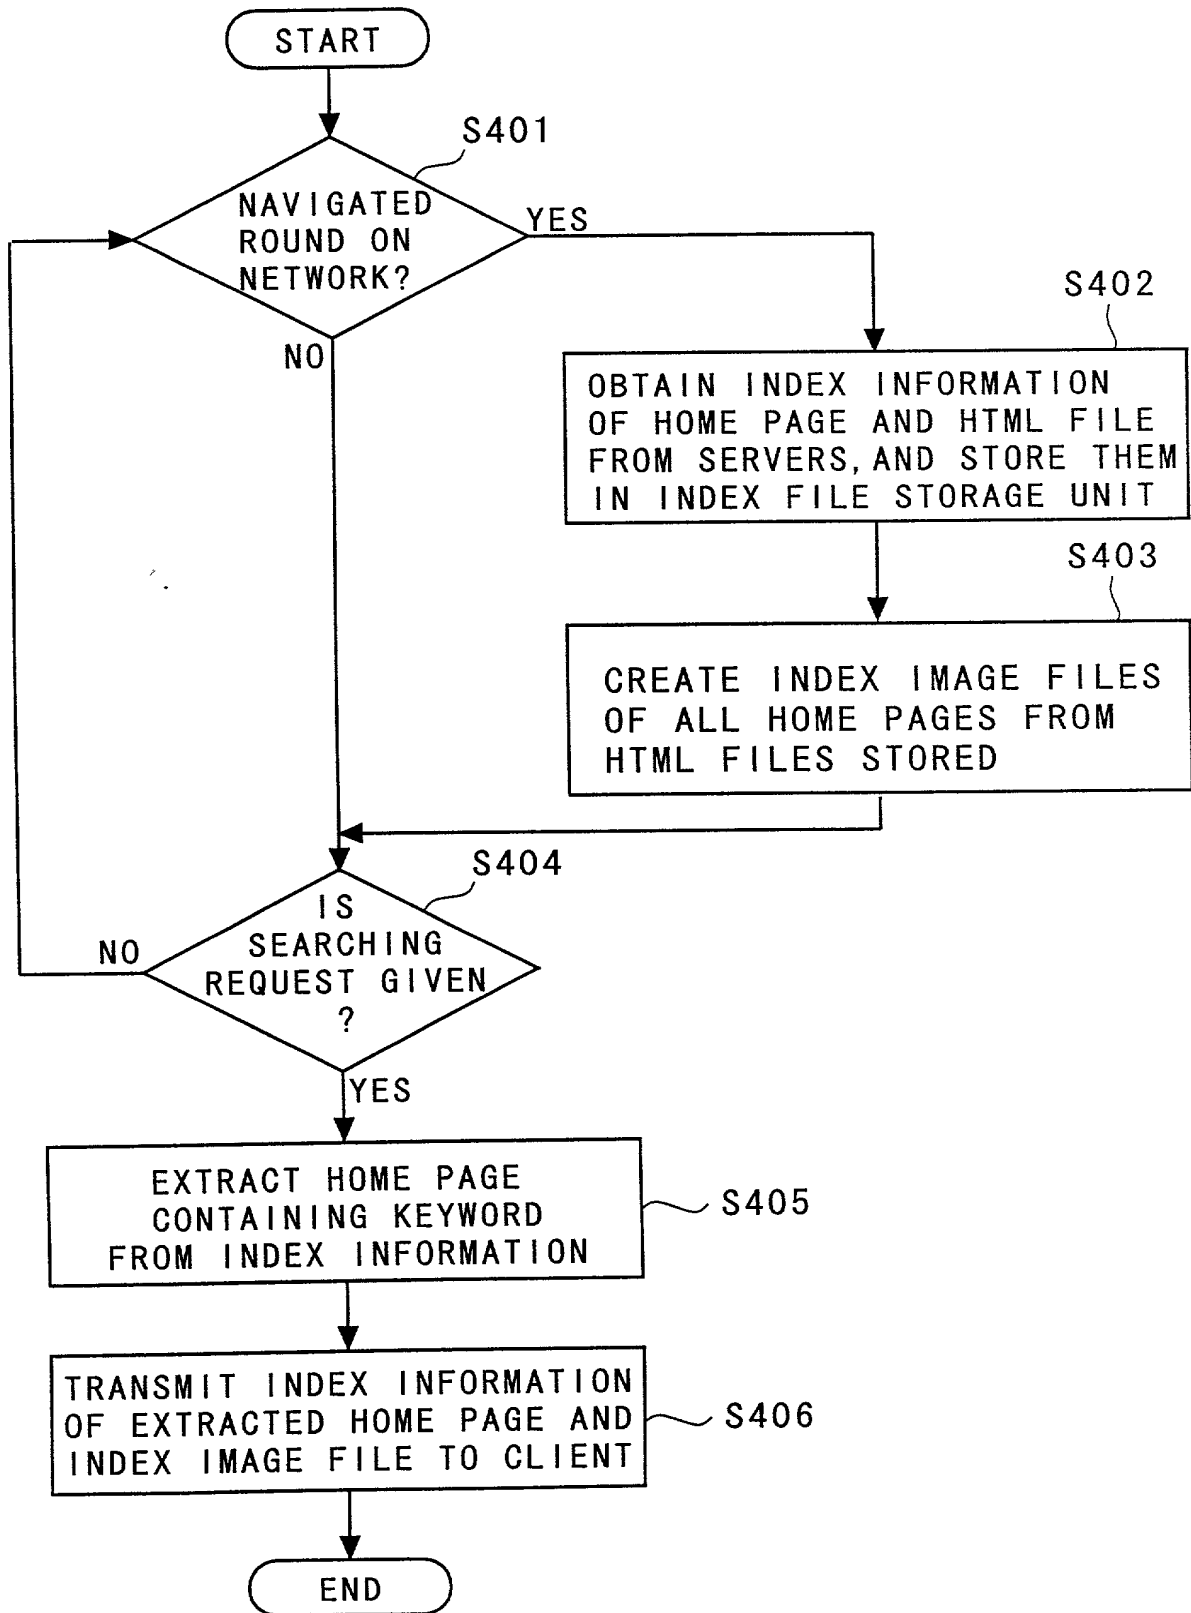 START
S401
NAVIGATED
ROUND ON
NETWORK?
YES
NO
S402
OBTAIN INDEX INFORMATION
OF HOME PAGE AND HTML FILE
FROM SERVERS, AND STORE THEM
IN INDEX FILE STORAGE UNIT
S403
CREATE INDEX IMAGE FILES
OF ALL HOME PAGES FROM
HTML FILES STORED
S404
IS
SEARCHING
REQUEST GIVEN
?
NO
YES
EXTRACT HOME PAGE
CONTAINING KEYWORD
FROM INDEX INFORMATION
S405
TRANSMIT INDEX INFORMATION
OF EXTRACTED HOME PAGE AND
INDEX IMAGE FILE TO CLIENT
S406
END